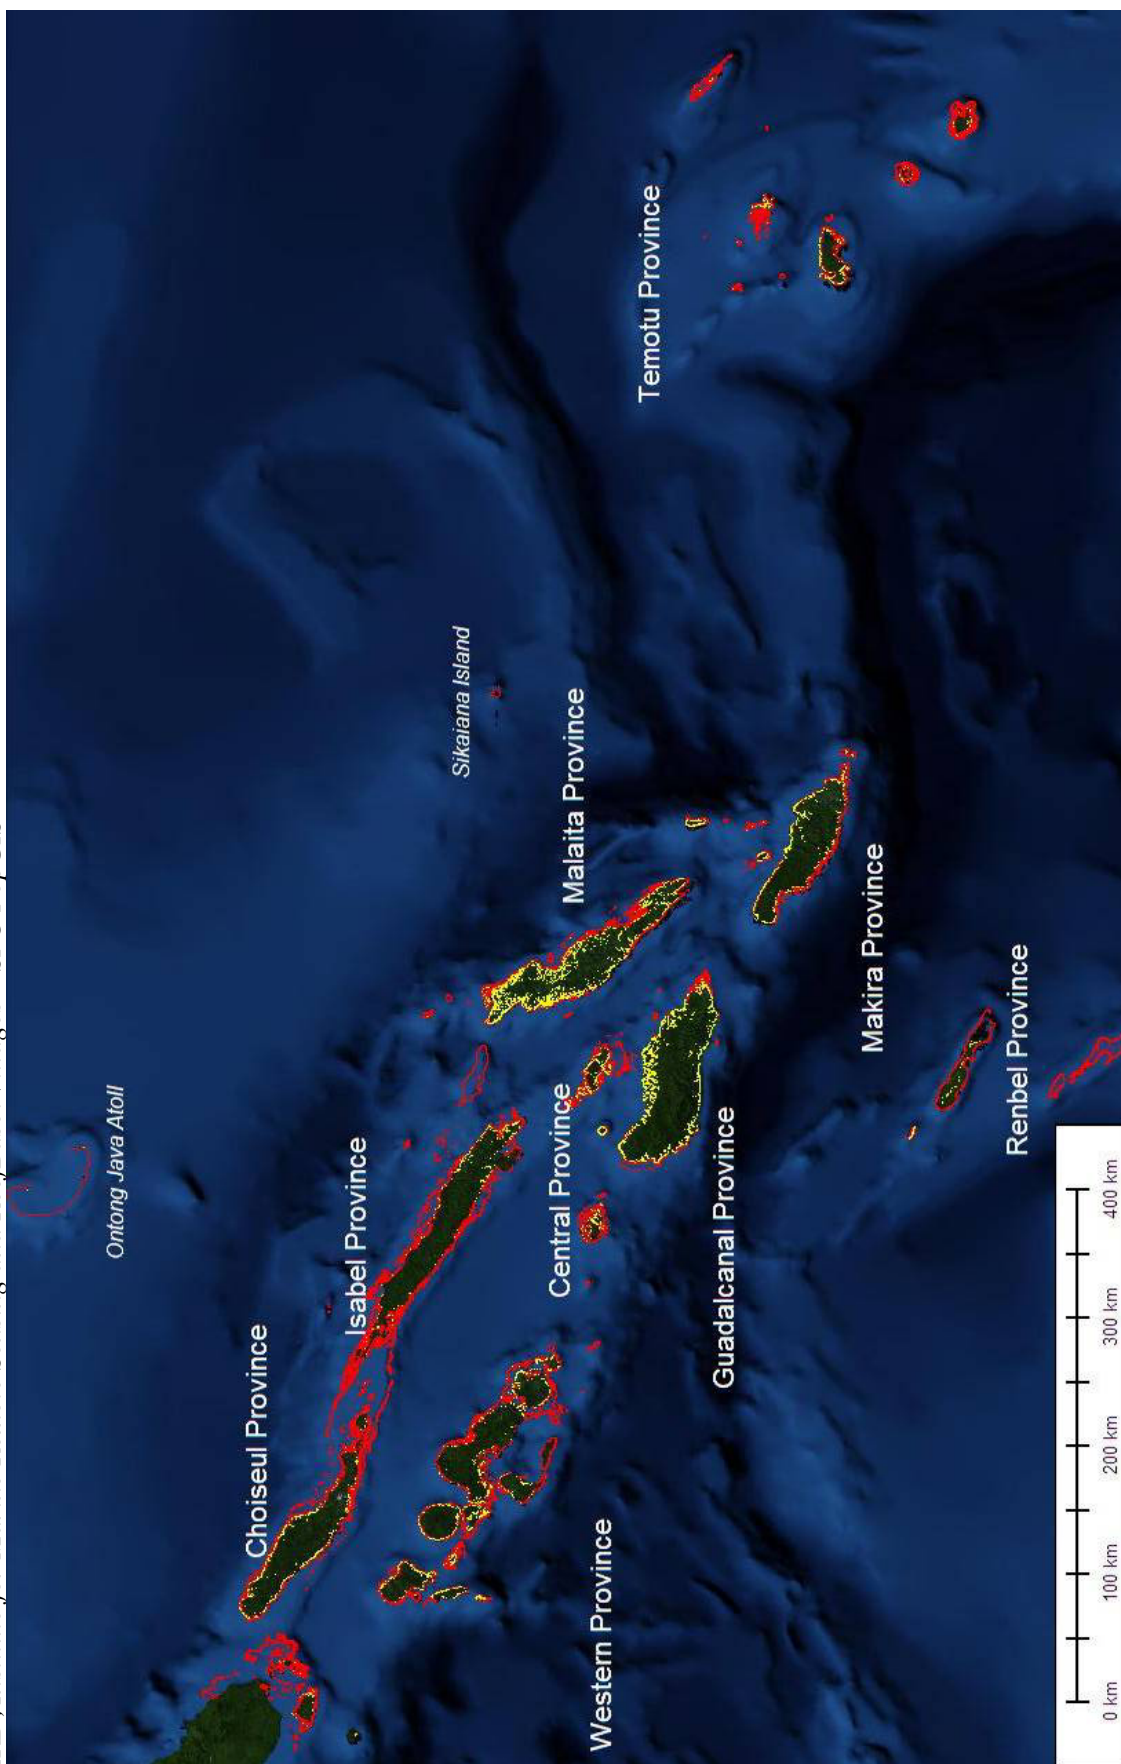 Ontong Java Atoll
Sikaiana Island
Choiseul Province
Isabel Province
Malaita Province
Temotu Province
Western Province
Central Province
Guadalcanal Province
Makira Province
Renbel Province
0 km 100 km 200 km 300 km 400 km